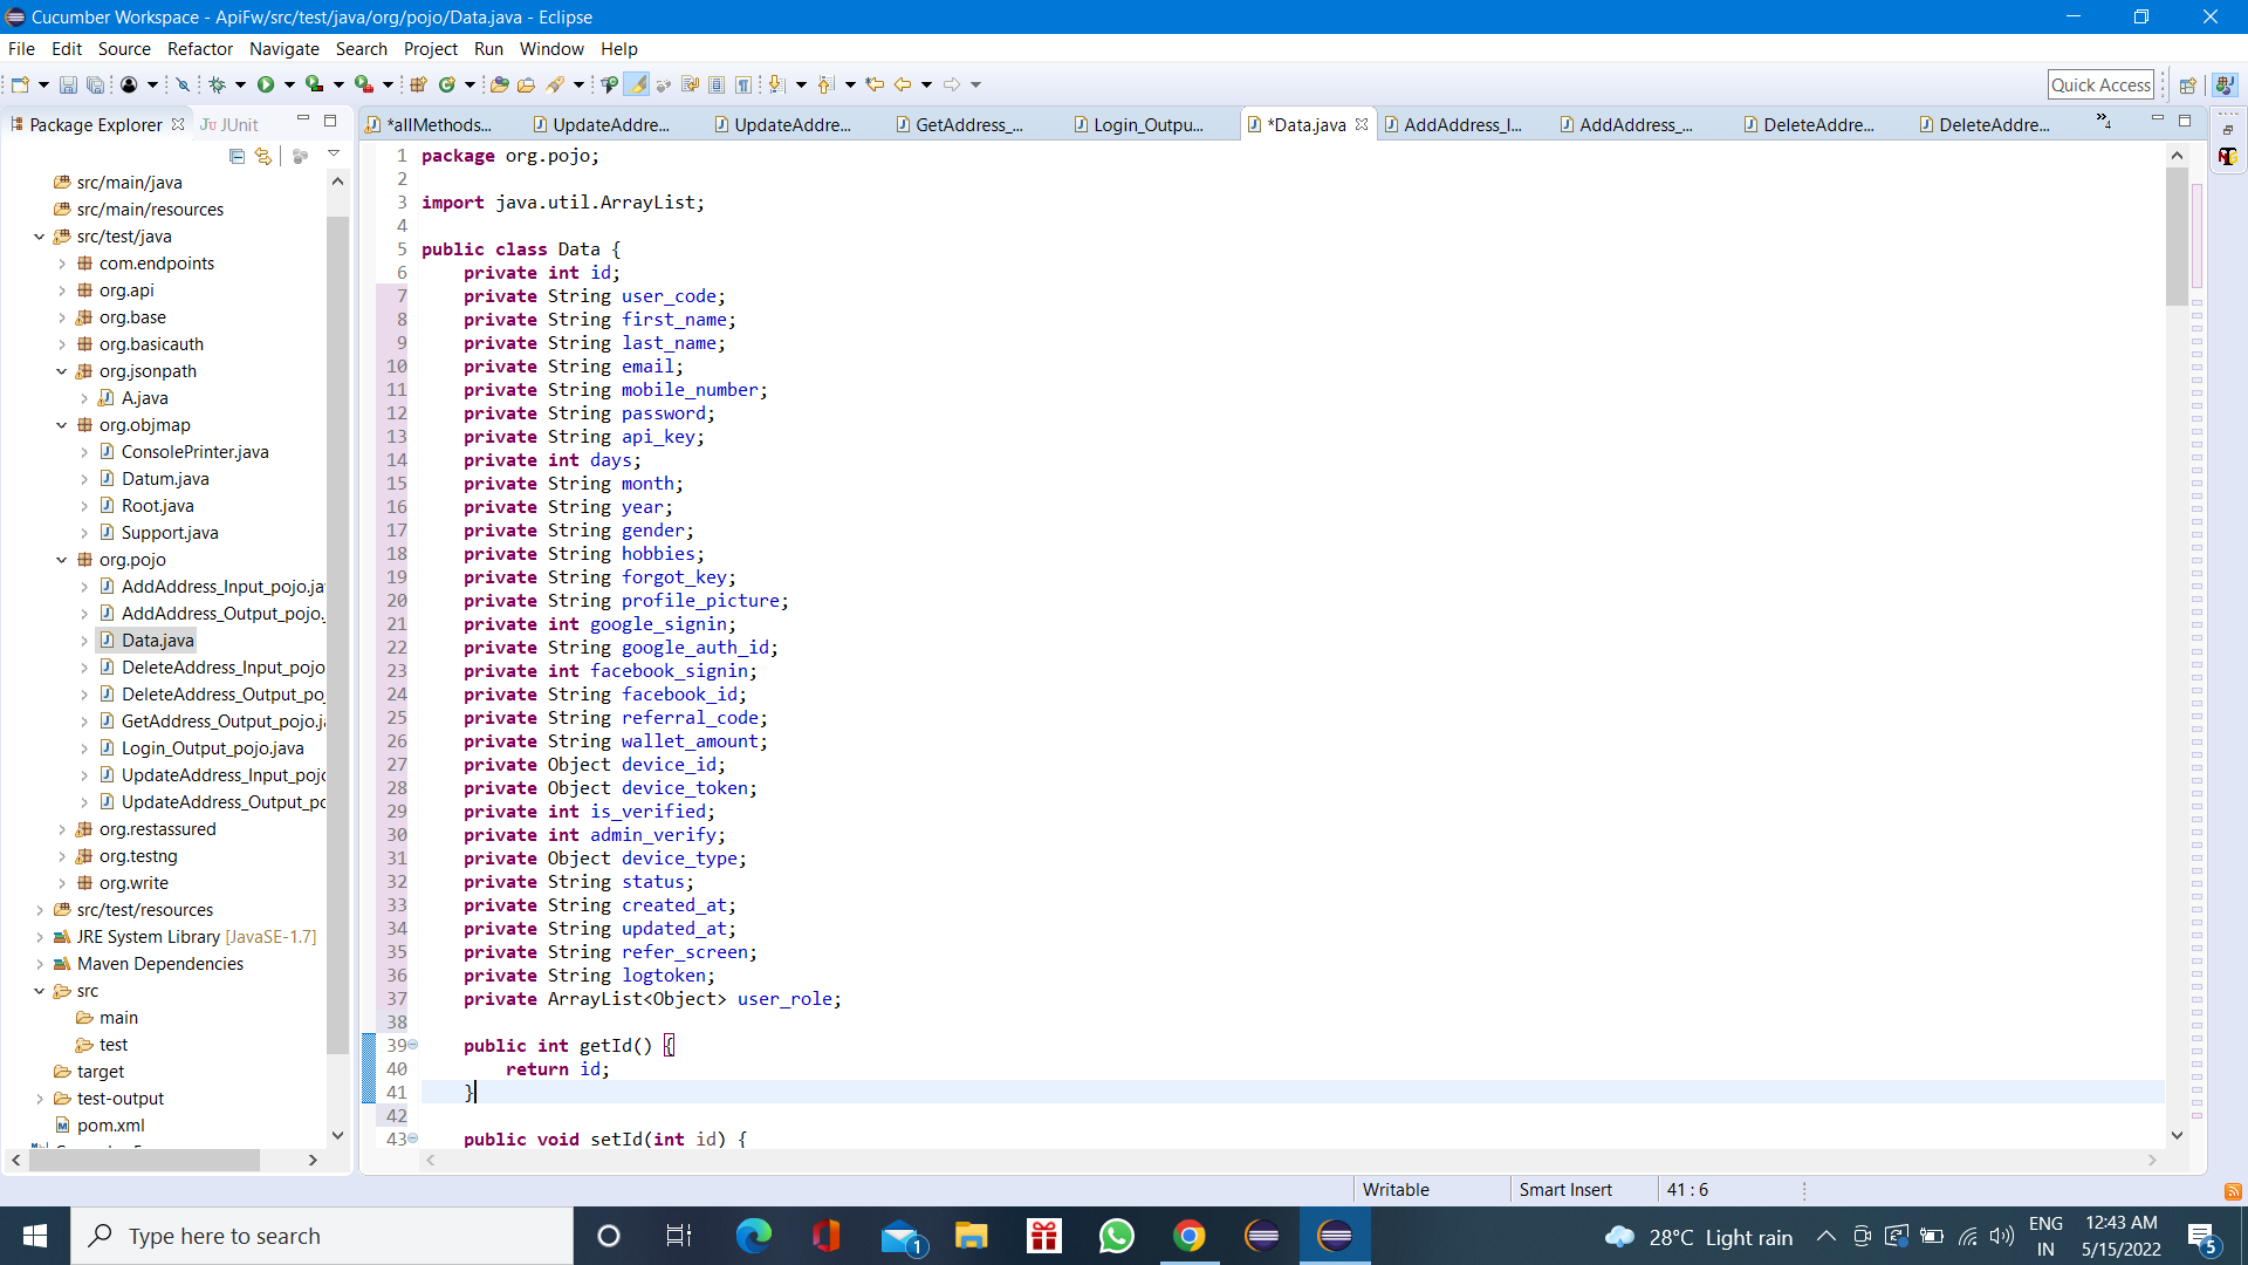 Cucumber Workspace - ApiFw/src/test/java/org/pojo/Data.java - Eclipse
File Edit Source Refactor Navigate Search Project Run Window Help
Quick Access
Package Explorer JUnit
*allMethods... UpdateAddre... UpdateAddre... GetAddress_... Login_Outpu... *Data.java AddAddress_I... AddAddress_... DeleteAddre... DeleteAddre... »4
src/main/java
src/main/resources
src/test/java
com.endpoints
org.api
org.base
org.basicauth
org.jsonpath
A.java
org.objmap
ConsolePrinter.java
Datum.java
Root.java
Support.java
org.pojo
AddAddress_Input_pojo.ja
AddAddress_Output_pojo.
Data.java
DeleteAddress_Input_pojo
DeleteAddress_Output_po
GetAddress_Output_pojo.j
Login_Output_pojo.java
UpdateAddress_Input_poj
UpdateAddress_Output_po
org.restassured
org.testng
org.write
src/test/resources
JRE System Library [JavaSE-1.7]
Maven Dependencies
src
main
test
target
test-output
pom.xml
1 package org.pojo;
2
3 import java.util.ArrayList;
4
5 public class Data {
6 private int id;
7 private String user_code;
8 private String first_name;
9 private String last_name;
10 private String email;
11 private String mobile_number;
12 private String password;
13 private String api_key;
14 private int days;
15 private String month;
16 private String year;
17 private String gender;
18 private String hobbies;
19 private String forgot_key;
20 private String profile_picture;
21 private int google_signin;
22 private String google_auth_id;
23 private int facebook_signin;
24 private String facebook_id;
25 private String referral_code;
26 private String wallet_amount;
27 private Object device_id;
28 private Object device_token;
29 private int is_verified;
30 private int admin_verify;
31 private Object device_type;
32 private String status;
33 private String created_at;
34 private String updated_at;
35 private String refer_screen;
36 private String logtoken;
37 private ArrayList<Object> user_role;
38
39 public int getId() {
40 return id;
41 }
42
43 public void setId(int id) {
Writable Smart Insert 41 : 6
Type here to search
1
28°C Light rain
ENG
IN
12:43 AM
5/15/2022
5